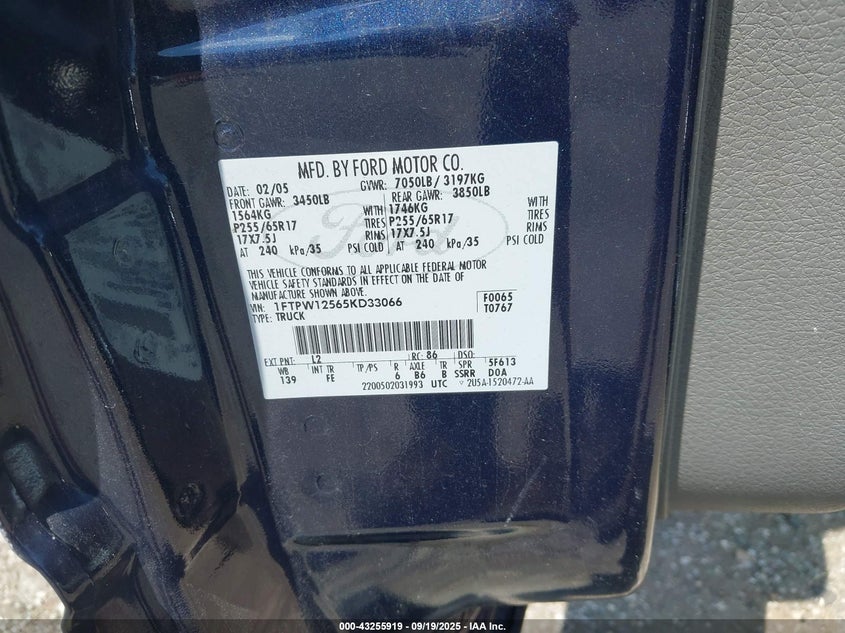 MFD. BY FORD MOTOR CO.
DATE: 02/05 GVWR: 7050LB / 3197KG
FRONT GAWR: 3450LB REAR GAWR: 3850LB
1564KG WITH 1746KG WITH
P255/65R17 TIRES P255/65R17 TIRES
17X7.5J RIMS 17X7.5J RIMS
AT 240 kPa/35 PSI COLD AT 240 kPa/35 PSI COLD
THIS VEHICLE CONFORMS TO ALL APPLICABLE FEDERAL MOTOR
VEHICLE SAFETY STANDARDS IN EFFECT ON THE DATE OF
MANUFACTURE SHOWN ABOVE.
VIN: 1FTPW12565KD33066 F0065
TYPE: TRUCK T0767
EXT PNT: L2 RC: 86 DSO:
WB INT TR TP/PS R AXLE TR SPR 5F613
139 FE 6 B6 B SSRR DOA
2200502031993 UTC 2U5A-1520472-AA
Ford
000-43255919 - 09/19/2025 - IAA Inc.